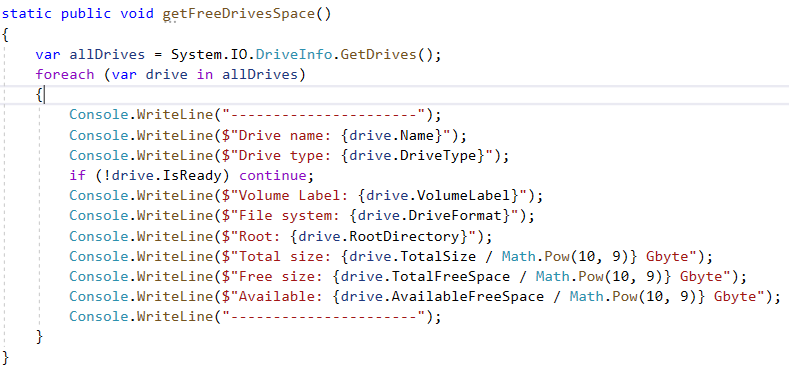 static public void getFreeDrivesSpace()
{
    var allDrives = System.IO.DriveInfo.GetDrives();
    foreach (var drive in allDrives)
    {
        Console.WriteLine("----------------------");
        Console.WriteLine($"Drive name: {drive.Name}");
        Console.WriteLine($"Drive type: {drive.DriveType}");
        if (!drive.IsReady) continue;
        Console.WriteLine($"Volume Label: {drive.VolumeLabel}");
        Console.WriteLine($"File system: {drive.DriveFormat}");
        Console.WriteLine($"Root: {drive.RootDirectory}");
        Console.WriteLine($"Total size: {drive.TotalSize / Math.Pow(10, 9)} Gbyte");
        Console.WriteLine($"Free size: {drive.TotalFreeSpace / Math.Pow(10, 9)} Gbyte");
        Console.WriteLine($"Available: {drive.AvailableFreeSpace / Math.Pow(10, 9)} Gbyte");
        Console.WriteLine("----------------------");
    }
}